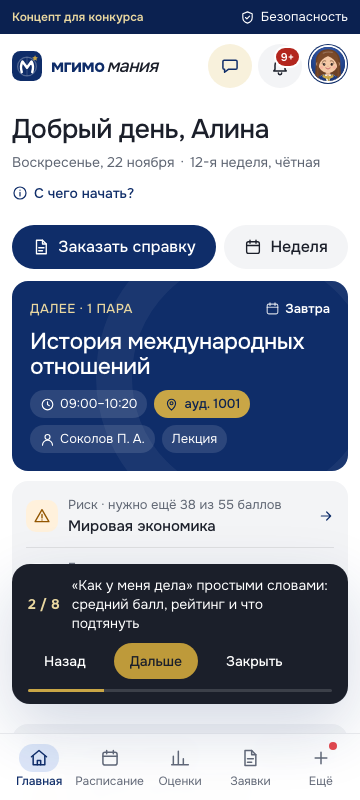 Концепт для конкурса
Безопасность
мгимо мания
9+
Добрый день, Алина
Воскресенье, 22 ноября · 12-я неделя, чётная
С чего начать?
Заказать справку
Неделя
ДАЛЕЕ · 1 ПАРА
Завтра
История международных
отношений
09:00–10:20
ауд. 1001
Соколов П. А.
Лекция
Риск · нужно ещё 38 из 55 баллов
Мировая экономика
2 / 8
«Как у меня дела» простыми словами:
средний балл, рейтинг и что
подтянуть
Назад
Дальше
Закрыть
Главная
Расписание
Оценки
Заявки
Ещё